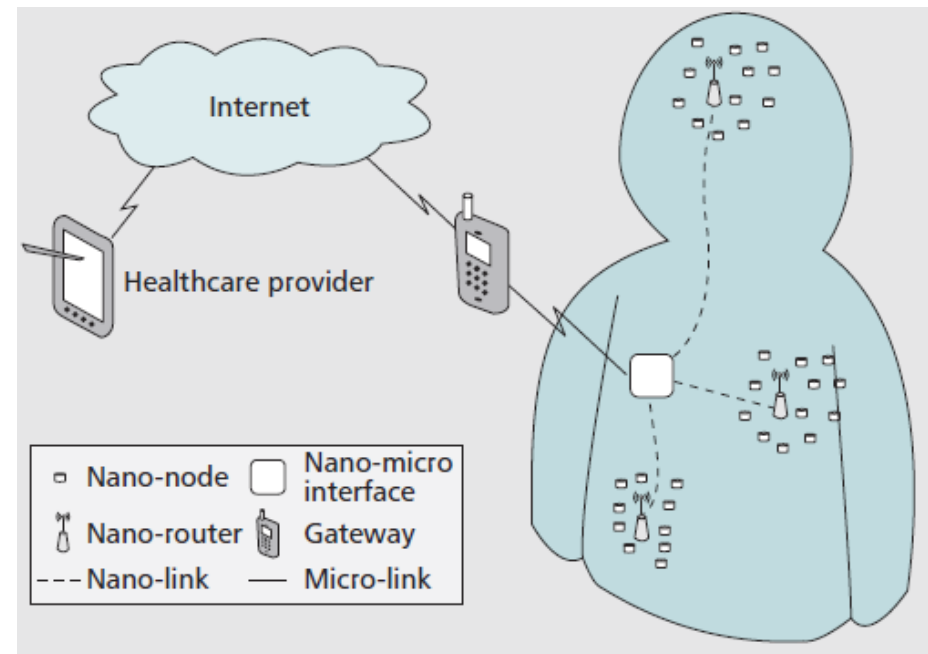 Internet
Healthcare provider
Nano-node
Nano-micro
interface
Nano-router
Gateway
Nano-link
Micro-link